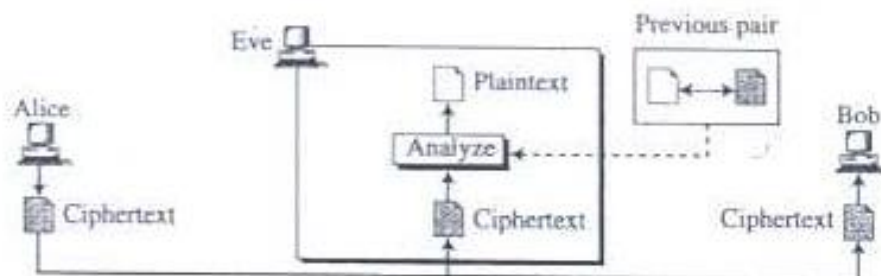 Previous pair
Eve
Plaintext
Alice
Bob
Analyze
Ciphertext
Ciphertext
Ciphertext